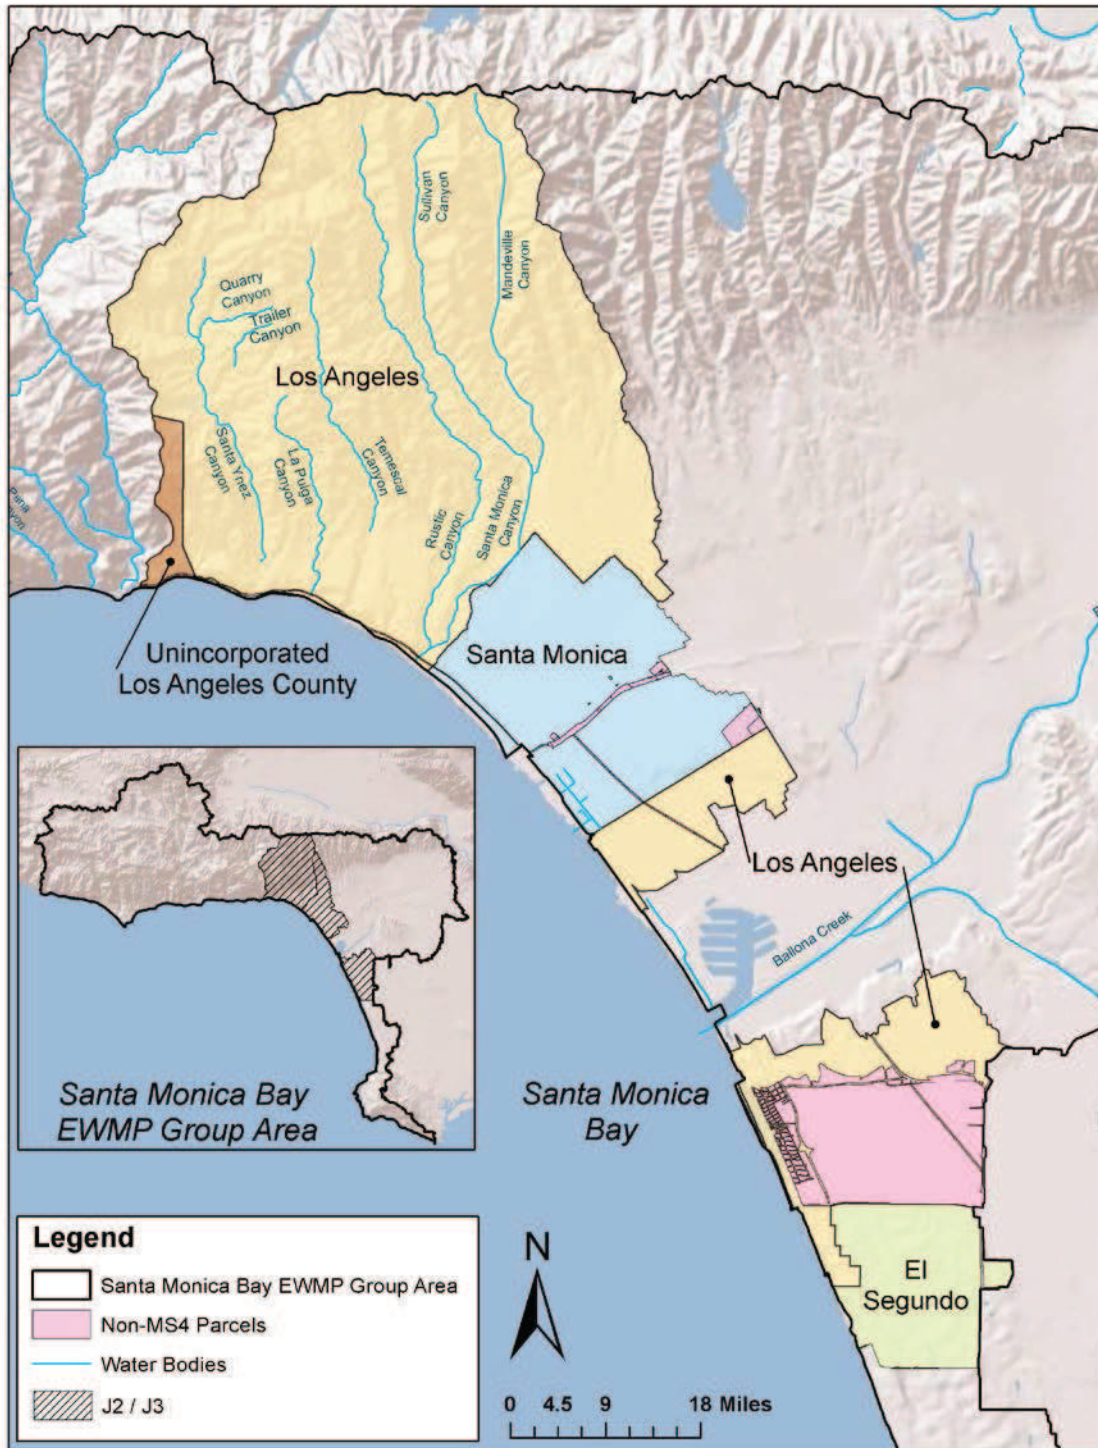 Sullivan
Canyon
Mandeville
Canyon
Quarry
Canyon
Trailer
Canyon
Los Angeles
Santa Ynez
Canyon
La Pulga
Canyon
Temescal
Canyon
Rustic
Canyon
Santa Monica
Canyon
Unincorporated
Los Angeles County
Santa Monica
Los Angeles
Ballona Creek
Santa Monica Bay
EWMP Group Area
Santa Monica
Bay
El
Segundo
Legend
Santa Monica Bay EWMP Group Area
Non-MS4 Parcels
Water Bodies
J2 / J3
N
0 4.5 9 18 Miles